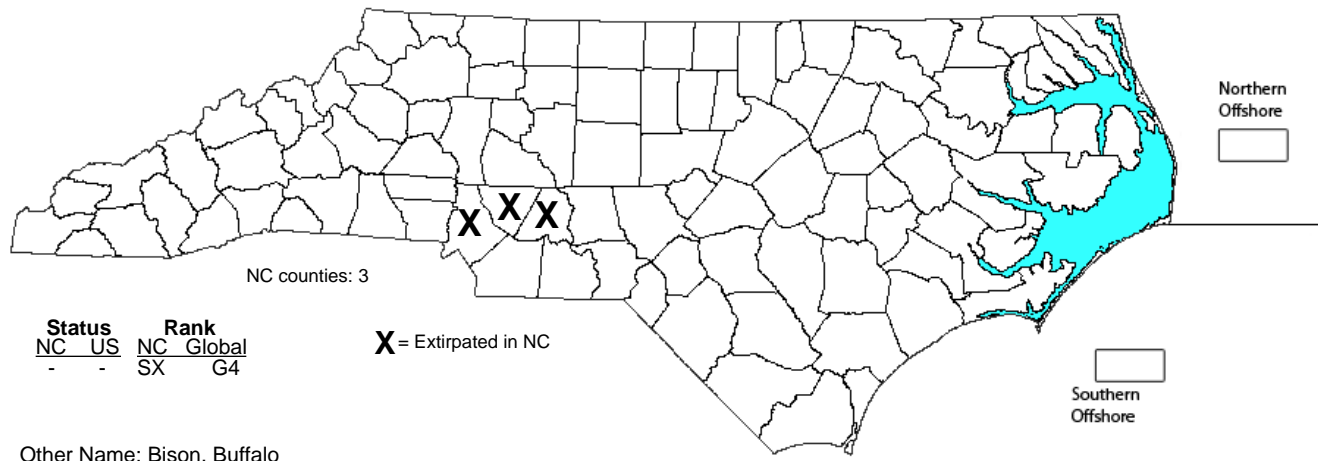 Northern
Offshore
X X X
NC counties: 3
Status Rank
NC US NC Global
- - SX G4
X = Extirpated in NC
Southern
Offshore
Other Name: Bison, Buffalo